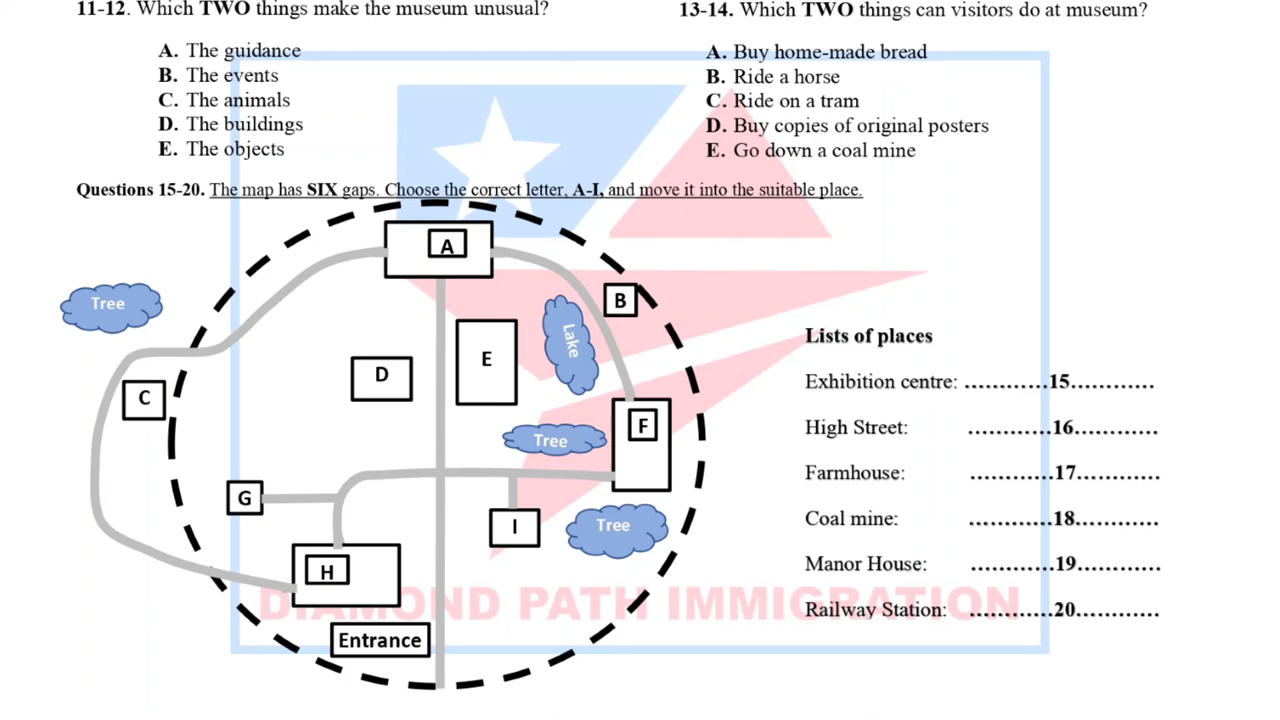 11-12. Which TWO things make the museum unusual?
A. The guidance
B. The events
C. The animals
D. The buildings
E. The objects
13-14. Which TWO things can visitors do at museum?
A. Buy home-made bread
B. Ride a horse
C. Ride on a tram
D. Buy copies of original posters
E. Go down a coal mine
Questions 15-20. The map has SIX gaps. Choose the correct letter, A-I, and move it into the suitable place.
A
Tree
B
Lake
E
D
C
F
Tree
G
I
Tree
H
Entrance
Lists of places
Exhibition centre: ............15............
High Street: ............16............
Farmhouse: ............17............
Coal mine: ............18............
Manor House: ............19............
Railway Station: ............20............
DIAMOND PATH IMMIGRATION